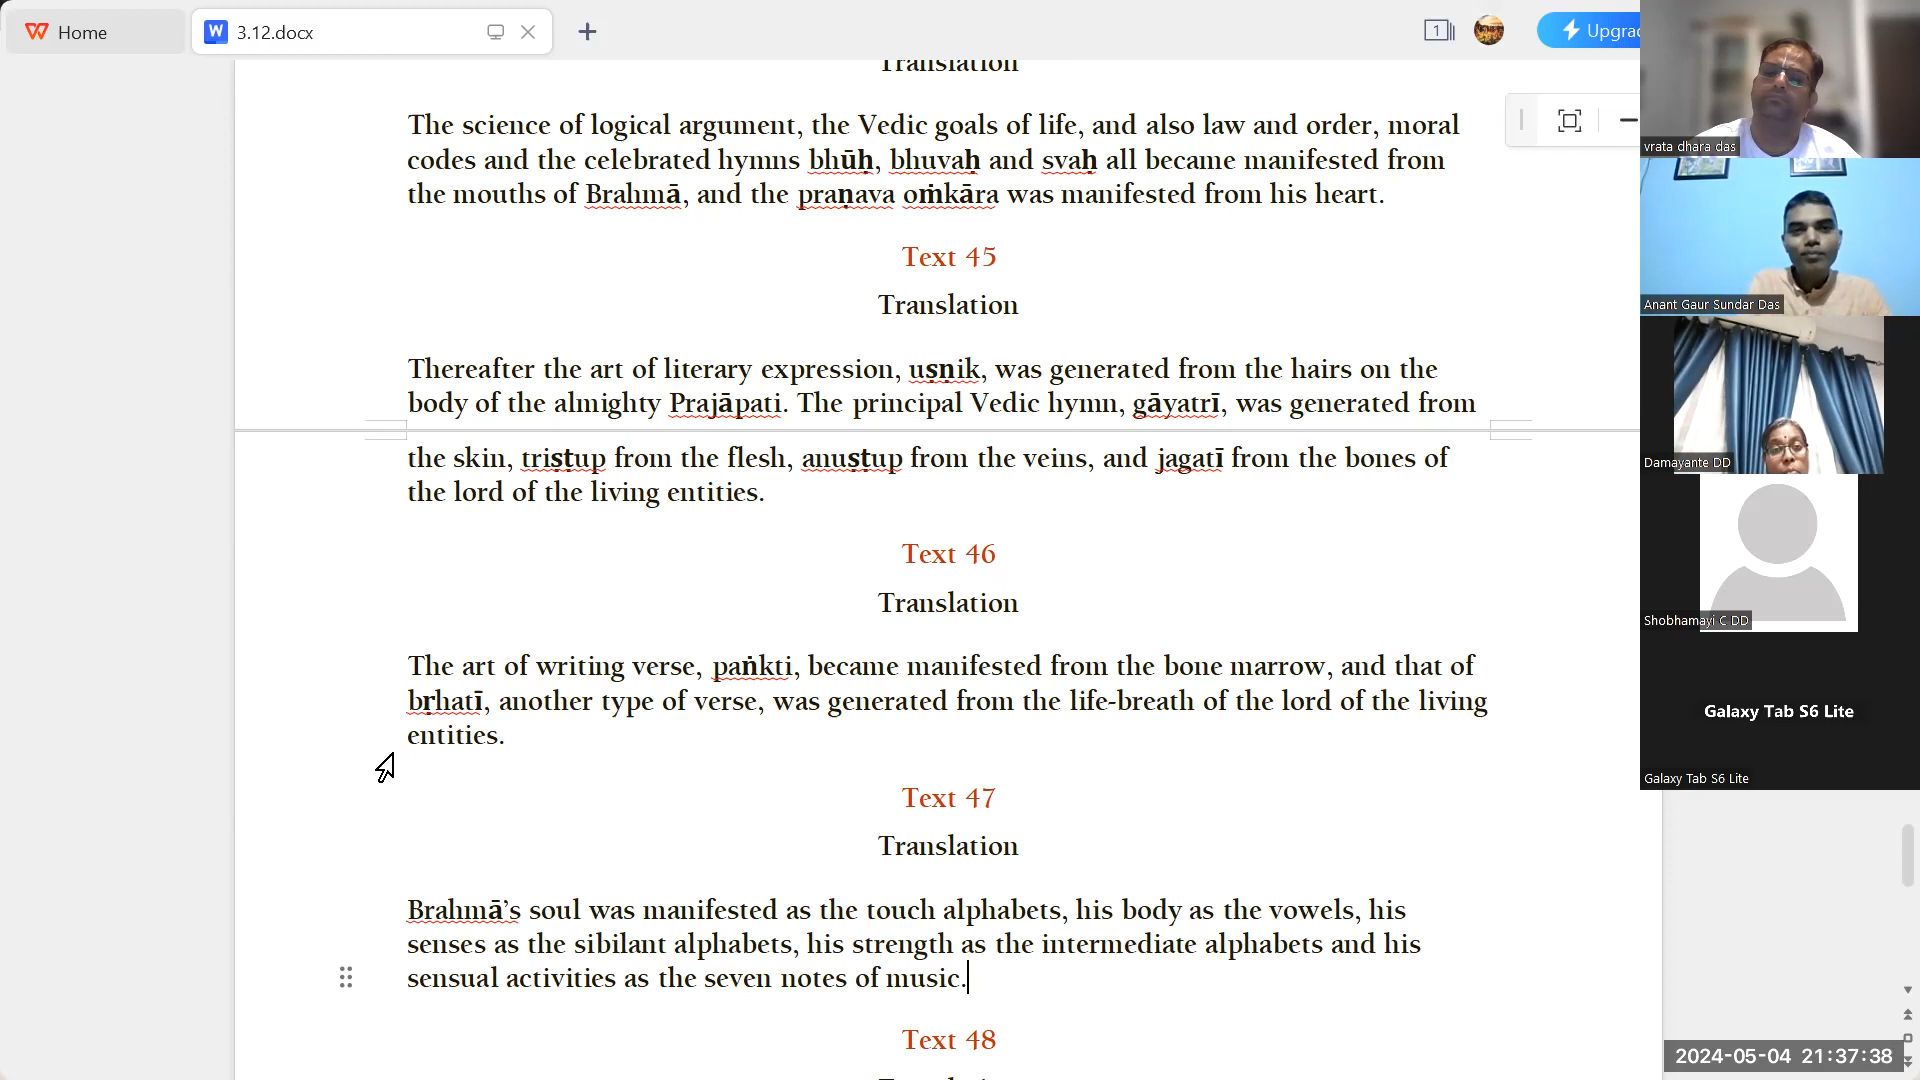 Home
3.12.docx
1
Upgrad
Translation
The science of logical argument, the Vedic goals of life, and also law and order, moral
codes and the celebrated hymns bhūḥ, bhuvaḥ and svaḥ all became manifested from
the mouths of Brahmā, and the praṇava oṁkāra was manifested from his heart.
Text 45
Translation
Thereafter the art of literary expression, uṣṇik, was generated from the hairs on the
body of the almighty Prajāpati. The principal Vedic hymn, gāyatrī, was generated from
the skin, triṣṭup from the flesh, anuṣṭup from the veins, and jagatī from the bones of
the lord of the living entities.
Text 46
Translation
The art of writing verse, paṅkti, became manifested from the bone marrow, and that of
bṛhatī, another type of verse, was generated from the life-breath of the lord of the living
entities.
Text 47
Translation
Brahmā’s soul was manifested as the touch alphabets, his body as the vowels, his
senses as the sibilant alphabets, his strength as the intermediate alphabets and his
sensual activities as the seven notes of music.
Text 48
vrata dhara das
Anant Gaur Sundar Das
Damayante DD
Shobhamayi C DD
Galaxy Tab S6 Lite
Galaxy Tab S6 Lite
2024-05-04 21:37:38